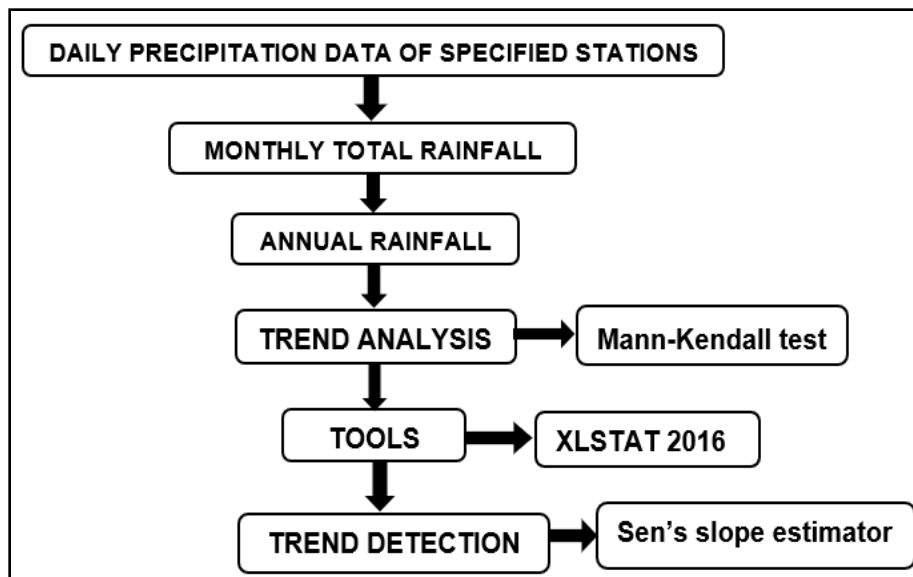 DAILY PRECIPITATION DATA OF SPECIFIED STATIONS
MONTHLY TOTAL RAINFALL
ANNUAL RAINFALL
TREND ANALYSIS
Mann-Kendall test
TOOLS
XLSTAT 2016
TREND DETECTION
Sen's slope estimator